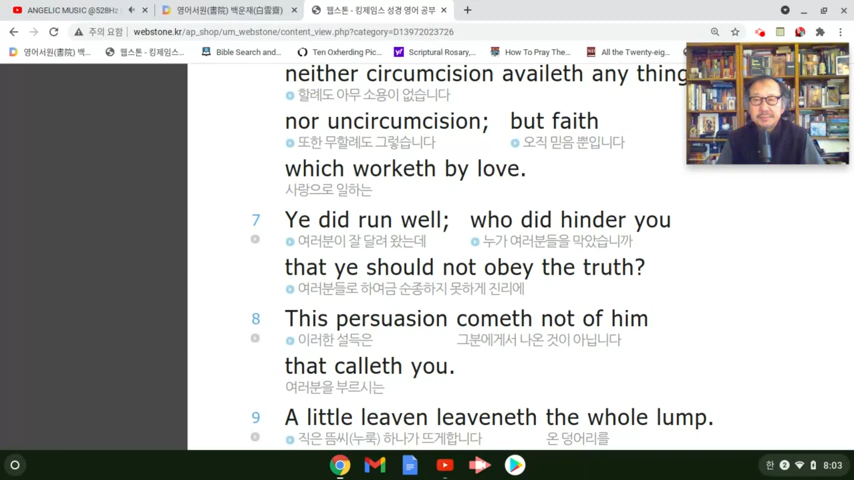 ANGELIC MUSIC @528Hz
영어서원(書院) 백운재(白雲齋)
웹스톤 - 킹제임스 성경 영어 공부
주의 요함
webstone.kr/ap_shop/um_webstone/content_view.php?category=D13972023726
영어서원(書院) 백...
웹스톤 - 킹제임스...
Bible Search and...
Ten Oxherding Pic...
Scriptural Rosary,...
How To Pray The...
All the Twenty-eig...
neither circumcision availeth any thing
할례도 아무 소용이 없습니다
nor uncircumcision; but faith
또한 무할례도 그렇습니다 오직 믿음 뿐입니다
which worketh by love.
사랑으로 일하는
7 Ye did run well; who did hinder you
여러분이 잘 달려 왔는데 누가 여러분들을 막았습니까
that ye should not obey the truth?
여러분들로 하여금 순종하지 못하게 진리에
8 This persuasion cometh not of him
이러한 설득은 그분에게서 나온 것이 아닙니다
that calleth you.
여러분을 부르시는
9 A little leaven leaveneth the whole lump.
직은 뜸씨(누룩) 하나가 뜨게합니다 온 덩어리를
한 2 8:03